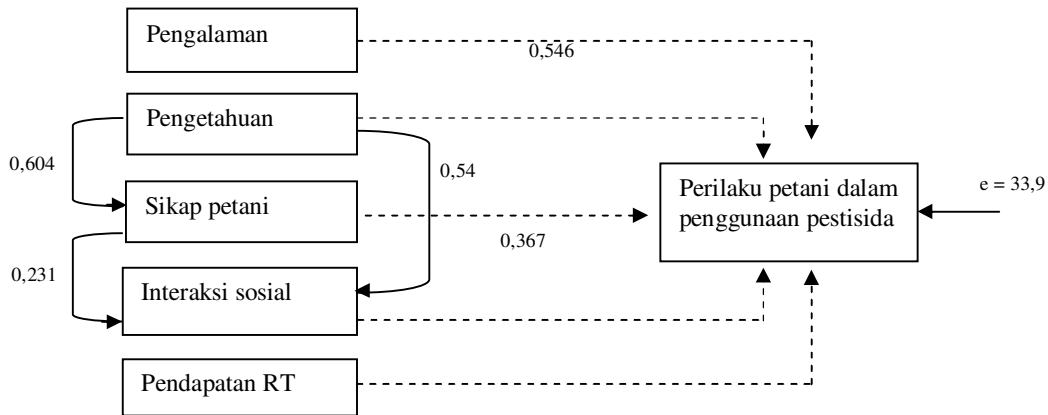 Pengalaman
0,546
Pengetahuan
0,604
0,54
Sikap petani
0,367
Perilaku petani dalam
penggunaan pestisida
e = 33,9
0,231
Interaksi sosial
Pendapatan RT